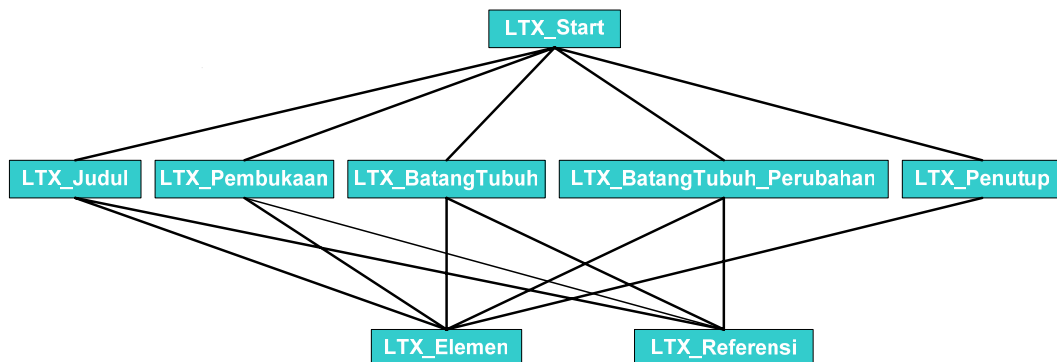 LTX_Start
LTX_Judul
LTX_Pembukaan
LTX_BatangTubuh
LTX_BatangTubuh_Perubahan
LTX_Penutup
LTX_Elemen
LTX_Referensi